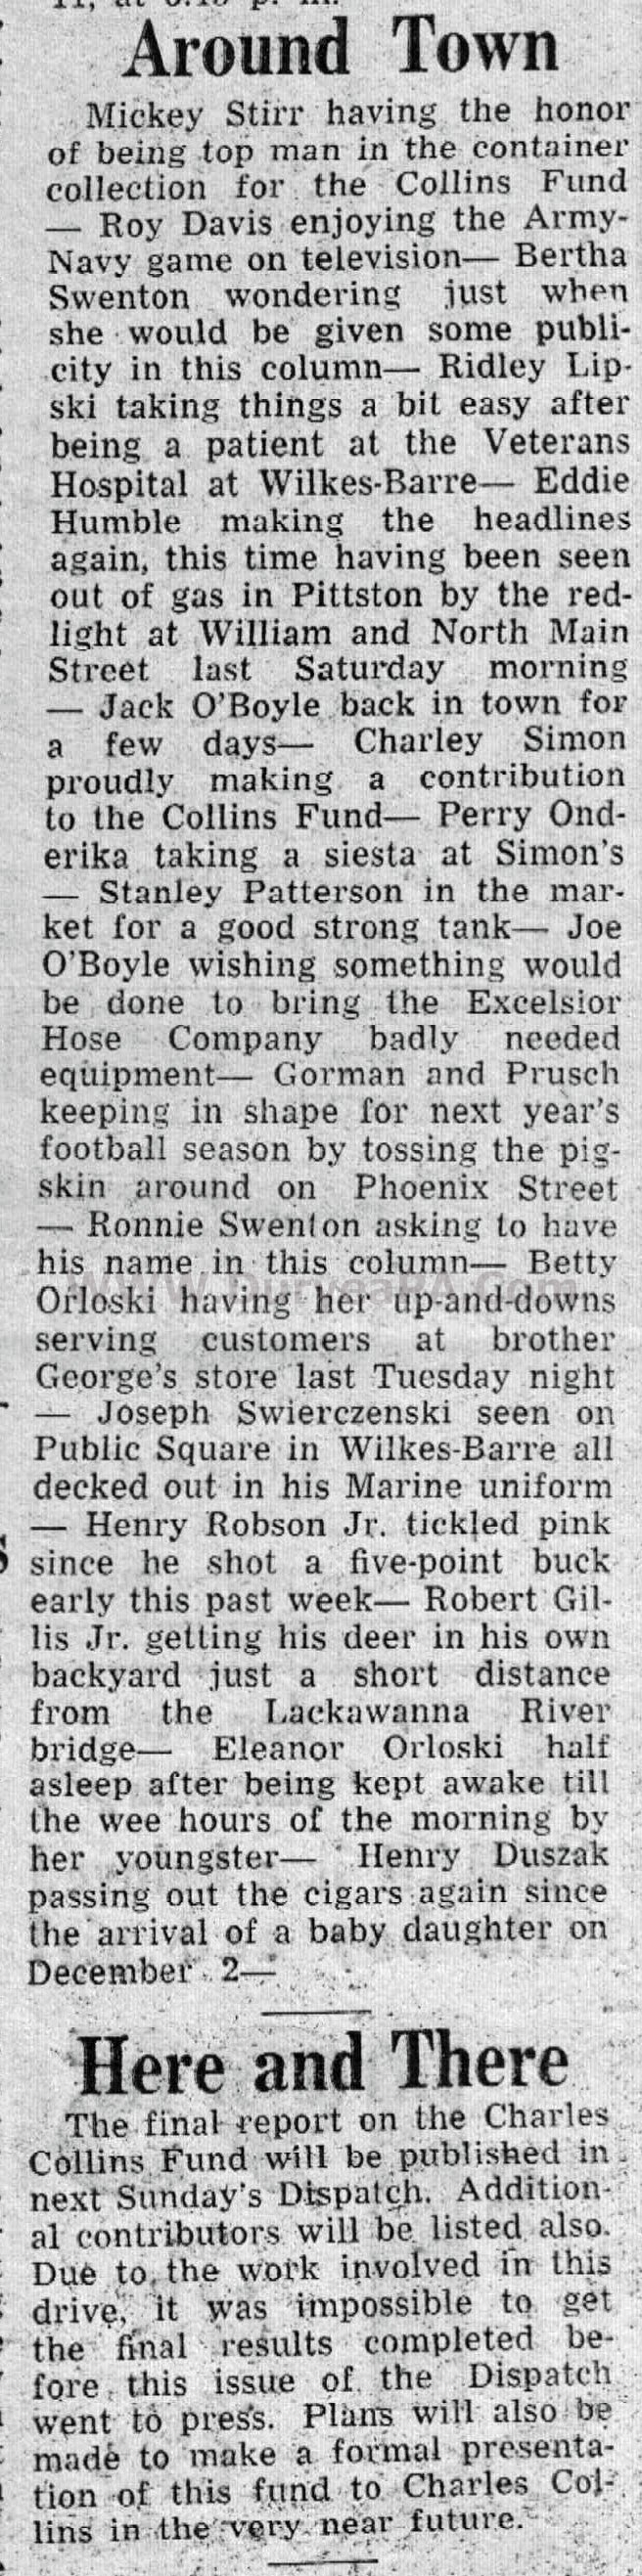 11, at 6:15 p. m.
Around Town
Mickey Stirr having the honor
of being top man in the container
collection for the Collins Fund
— Roy Davis enjoying the Army-
Navy game on television— Bertha
Swenton wondering just when
she would be given some publi-
city in this column— Ridley Lip-
ski taking things a bit easy after
being a patient at the Veterans
Hospital at Wilkes-Barre— Eddie
Humble making the headlines
again, this time having been seen
out of gas in Pittston by the red-
light at William and North Main
Street last Saturday morning
— Jack O'Boyle back in town for
a few days— Charley Simon
proudly making a contribution
to the Collins Fund— Perry Ond-
erika taking a siesta at Simon's
— Stanley Patterson in the mar-
ket for a good strong tank— Joe
O'Boyle wishing something would
be done to bring the Excelsior
Hose Company badly needed
equipment— Gorman and Prusch
keeping in shape for next year's
football season by tossing the pig-
skin around on Phoenix Street
— Ronnie Swenton asking to have
his name in this column— Betty
Orloski having her up-and-downs
serving customers at brother
George's store last Tuesday night
— Joseph Swierczenski seen on
Public Square in Wilkes-Barre all
decked out in his Marine uniform
— Henry Robson Jr. tickled pink
since he shot a five-point buck
early this past week— Robert Gil-
lis Jr. getting his deer in his own
backyard just a short distance
from the Lackawanna River
bridge— Eleanor Orloski half
asleep after being kept awake till
the wee hours of the morning by
her youngster— Henry Duszak
passing out the cigars again since
the arrival of a baby daughter on
December 2—
Here and There
The final report on the Charles
Collins Fund will be published in
next Sunday's Dispatch. Addition-
al contributors will be listed also.
Due to the work involved in this
drive, it was impossible to get
the final results completed be-
fore this issue of the Dispatch
went to press. Plans will also be
made to make a formal presenta-
tion of this fund to Charles Col-
lins in the very near future.